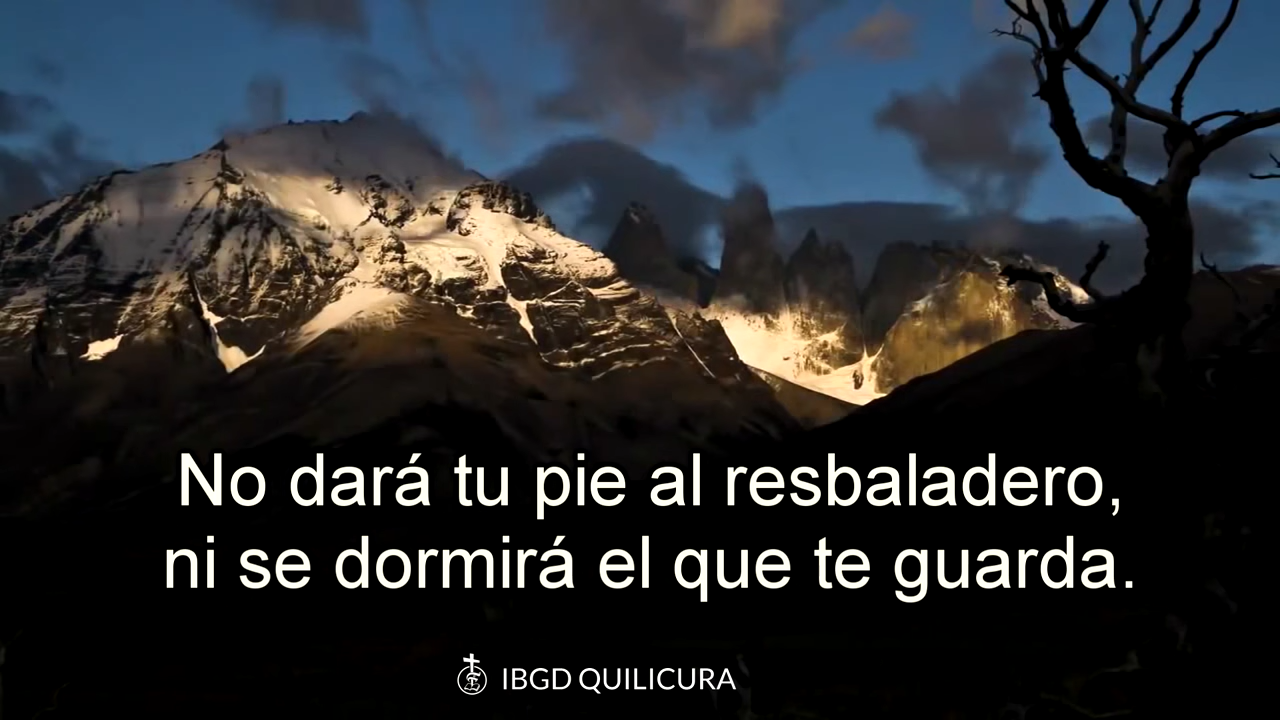 No dará tu pie al resbaladero,
ni se dormirá el que te guarda.
IBGD QUILICURA